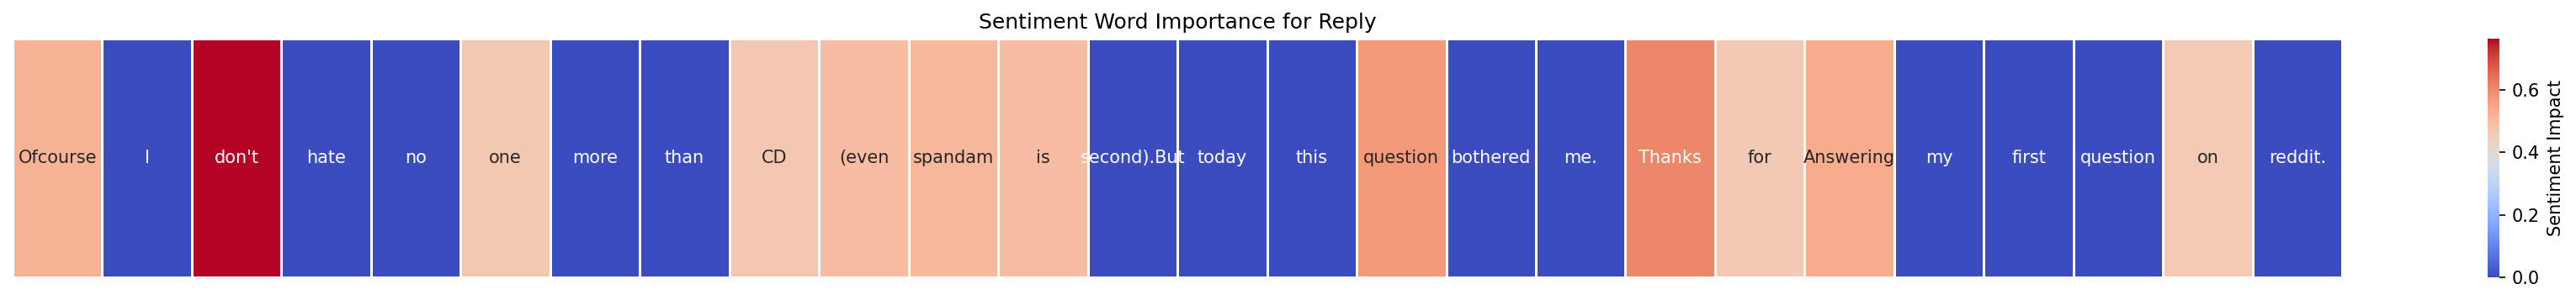 Sentiment Word Importance for Reply
Ofcourse I don't hate no one more than CD (even spandam is second).But today this question bothered me. Thanks for Answering my first question on reddit.
0.6
0.4
0.2
0.0
Sentiment Impact